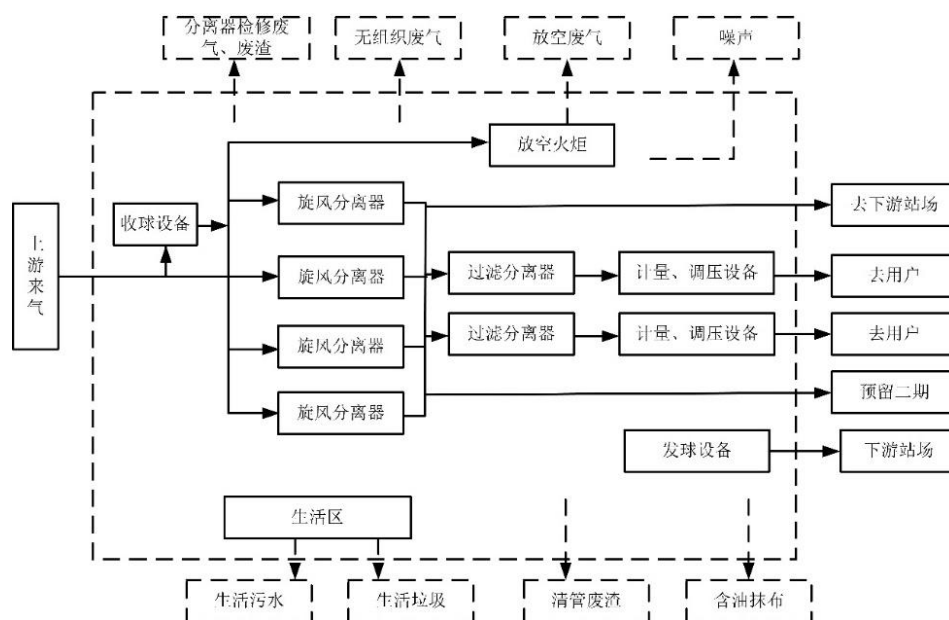 分离器检修废
气、废渣
无组织废气
放空废气
噪声
放空火炬
旋风分离器
去下游站场
收球设备
上游来气
旋风分离器
过滤分离器
计量、调压设备
去用户
旋风分离器
过滤分离器
计量、调压设备
去用户
旋风分离器
预留二期
发球设备
下游站场
生活区
生活污水
生活垃圾
清管废渣
含油抹布